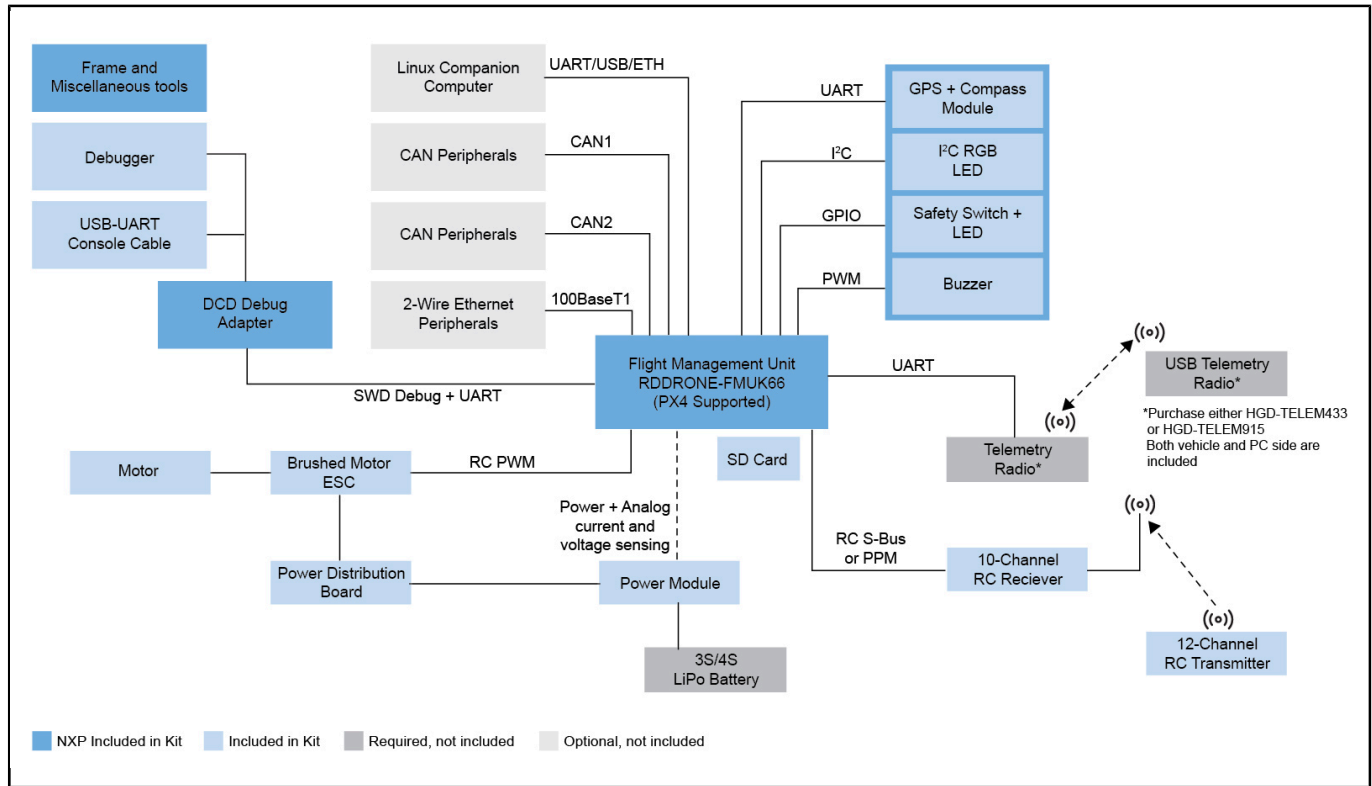 Frame and
Miscellaneous tools
Debugger
USB-UART
Console Cable
DCD Debug
Adapter
Linux Companion
Computer
UART/USB/ETH
CAN Peripherals
CAN1
CAN Peripherals
CAN2
2-Wire Ethernet
Peripherals
100BaseT1
UART
GPS + Compass
Module
I²C
I²C RGB
LED
GPIO
Safety Switch +
LED
PWM
Buzzer
Flight Management Unit
RDDRONE-FMUK66
(PX4 Supported)
SWD Debug + UART
UART
USB Telemetry
Radio*
*Purchase either HGD-TELEM433
or HGD-TELEM915
Both vehicle and PC side are
included
Telemetry
Radio*
SD Card
Motor
Brushed Motor
ESC
RC PWM
Power + Analog
current and
voltage sensing
RC S-Bus
or PPM
10-Channel
RC Reciever
Power Distribution
Board
Power Module
3S/4S
LiPo Battery
12-Channel
RC Transmitter
NXP Included in Kit
Included in Kit
Required, not included
Optional, not included